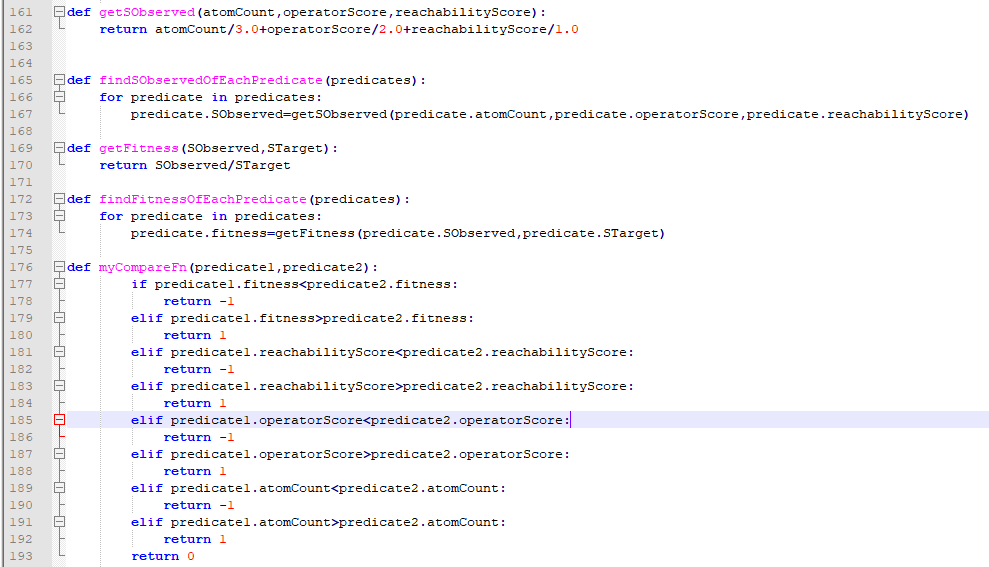 161 def getSObserved(atomCount,operatorScore,reachabilityScore):
162     return atomCount/3.0+operatorScore/2.0+reachabilityScore/1.0
163
164
165 def findSObservedOfEachPredicate(predicates):
166     for predicate in predicates:
167         predicate.SObserved=getSObserved(predicate.atomCount,predicate.operatorScore,predicate.reachabilityScore)
168
169 def getFitness(SObserved,STarget):
170     return SObserved/STarget
171
172 def findFitnessOfEachPredicate(predicates):
173     for predicate in predicates:
174         predicate.fitness=getFitness(predicate.SObserved,predicate.STarget)
175
176 def myCompareFn(predicate1,predicate2):
177         if predicate1.fitness<predicate2.fitness:
178             return -1
179         elif predicate1.fitness>predicate2.fitness:
180             return 1
181         elif predicate1.reachabilityScore<predicate2.reachabilityScore:
182             return -1
183         elif predicate1.reachabilityScore>predicate2.reachabilityScore:
184             return 1
185         elif predicate1.operatorScore<predicate2.operatorScore:
186             return -1
187         elif predicate1.operatorScore>predicate2.operatorScore:
188             return 1
189         elif predicate1.atomCount<predicate2.atomCount:
190             return -1
191         elif predicate1.atomCount>predicate2.atomCount:
192             return 1
193         return 0